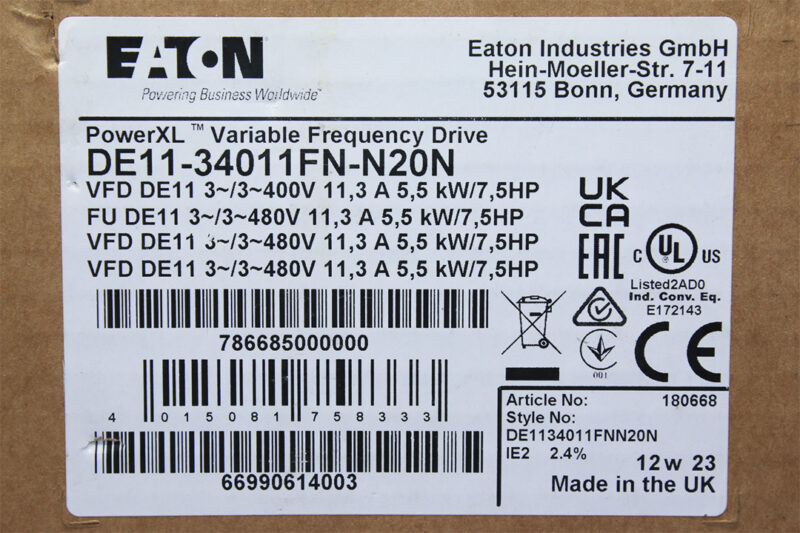 EATON
Powering Business Worldwide™
Eaton Industries GmbH
Hein-Moeller-Str. 7-11
53115 Bonn, Germany
PowerXL™ Variable Frequency Drive
DE11-34011FN-N20N
VFD DE11 3~/3~400V 11,3 A 5,5 kW/7,5HP
FU DE11 3~/3~480V 11,3 A 5,5 kW/7,5HP
VFD DE11 3~/3~480V 11,3 A 5,5 kW/7,5HP
VFD DE11 3~/3~480V 11,3 A 5,5 kW/7,5HP
UK
CA
EAC
C UL US
Listed2AD0
Ind. Conv. Eq.
E172143
001
CE
786685000000
4 015081 758333
66990614003
Article No: 180668
Style No:
DE1134011FNN20N
IE2 2.4%
12w 23
Made in the UK